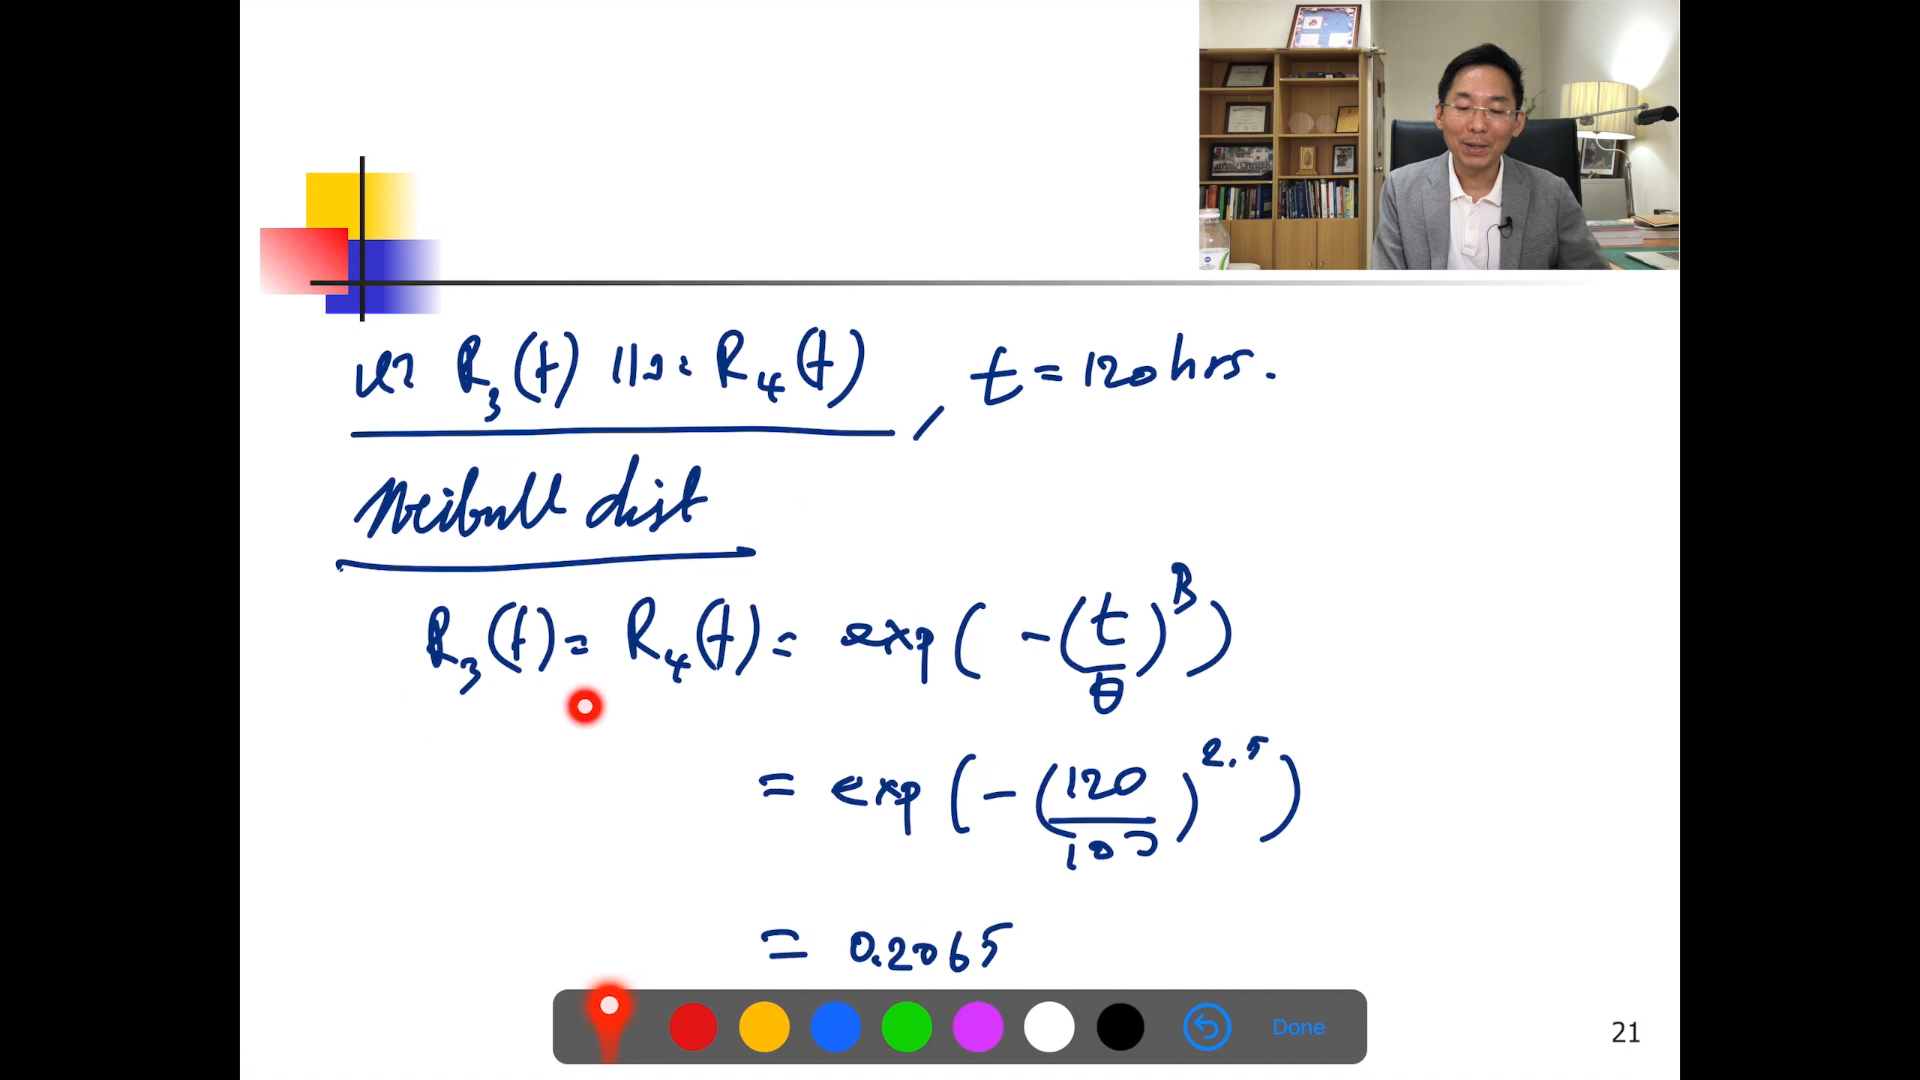 หา R₃(t) และ R₄(t), t = 120 hrs.
Weibull dist
R₃(t) = R₄(t) = exp(-(t/θ)^β)
= exp(-(120/100)^2.5)
= 0.2065
Done
21